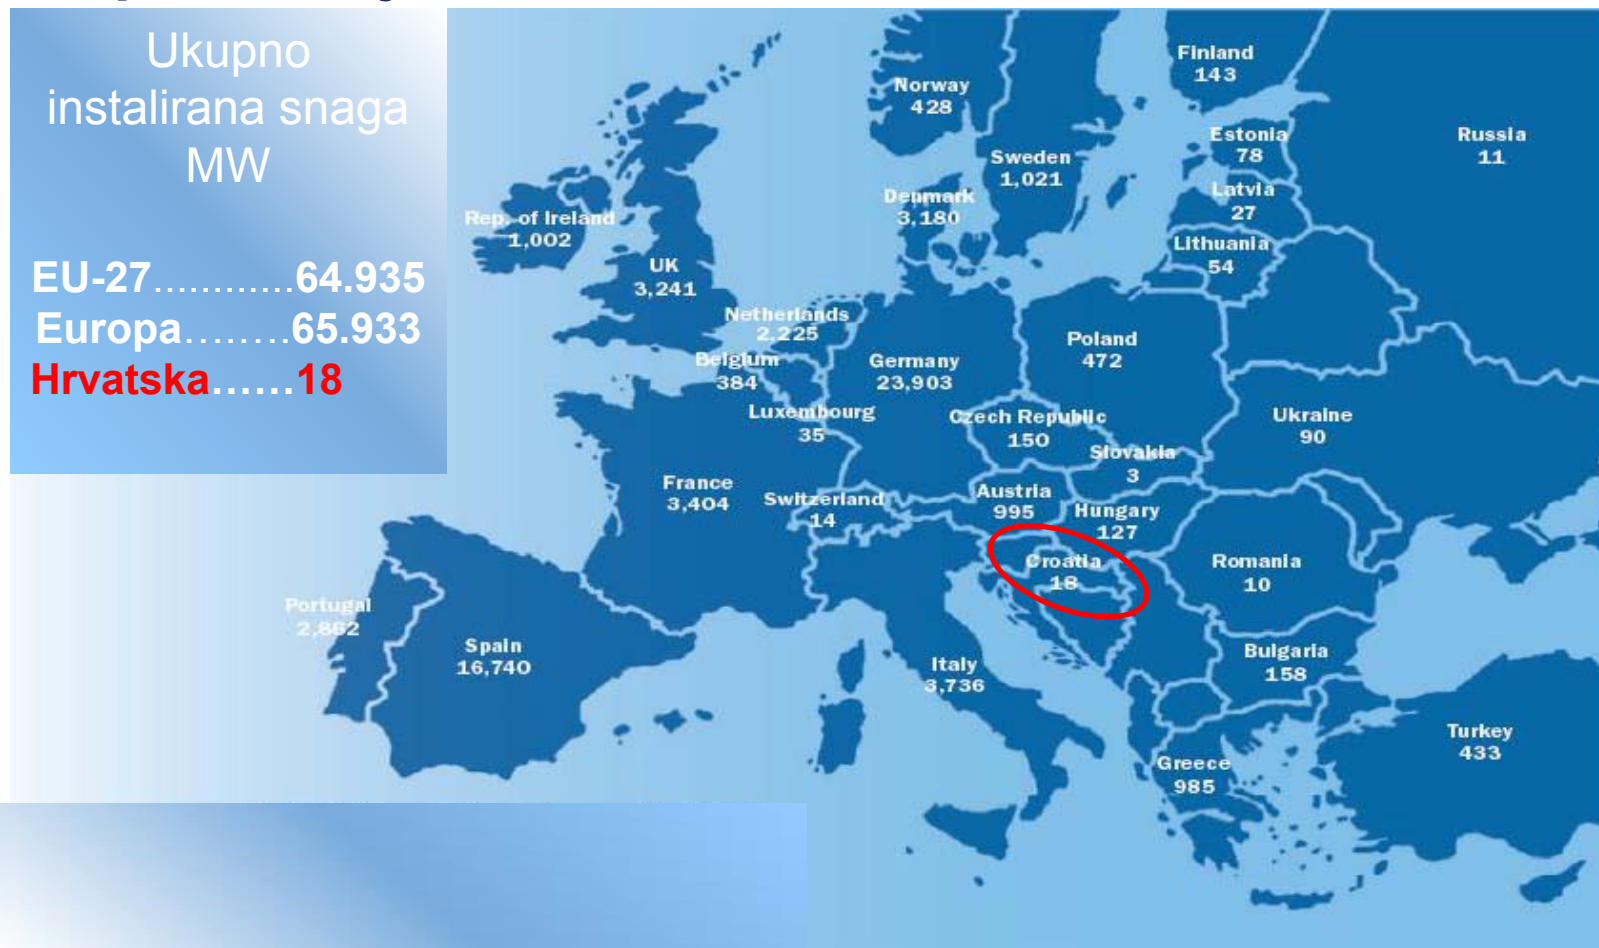 Ukupno
instalirana snaga
MW
EU-27............64.935
Europa........65.933
Hrvatska......18
Finland
143
Norway
428
Russia
11
Estonia
78
Sweden
1,021
Latvia
27
Denmark
3,180
Rep. of Ireland
1,002
Lithuania
54
UK
3,241
Netherlands
2,225
Poland
472
Belgium
384
Germany
23,903
Luxembourg
35
Czech Republic
150
Ukraine
90
Slovakia
3
France
3,404
Switzerland
14
Austria
995
Hungary
127
Croatia
18
Romania
10
Portugal
2,862
Spain
16,740
Italy
3,736
Bulgaria
158
Turkey
433
Greece
985